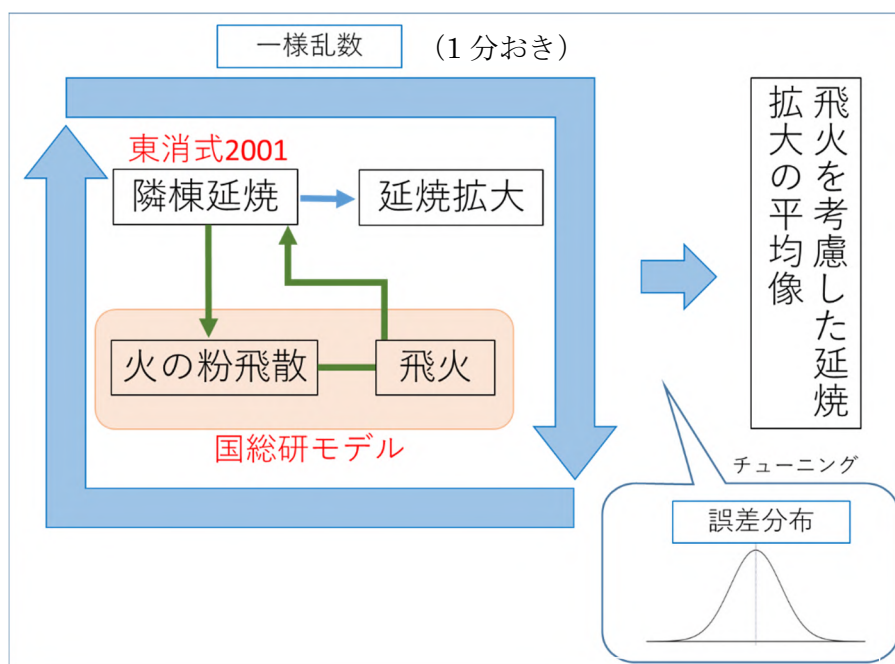 一様乱数
（1 分おき）
東消式2001
隣棟延焼
延焼拡大
火の粉飛散
飛火
国総研モデル
飛火を考慮した延焼
拡大の平均像
チューニング
誤差分布